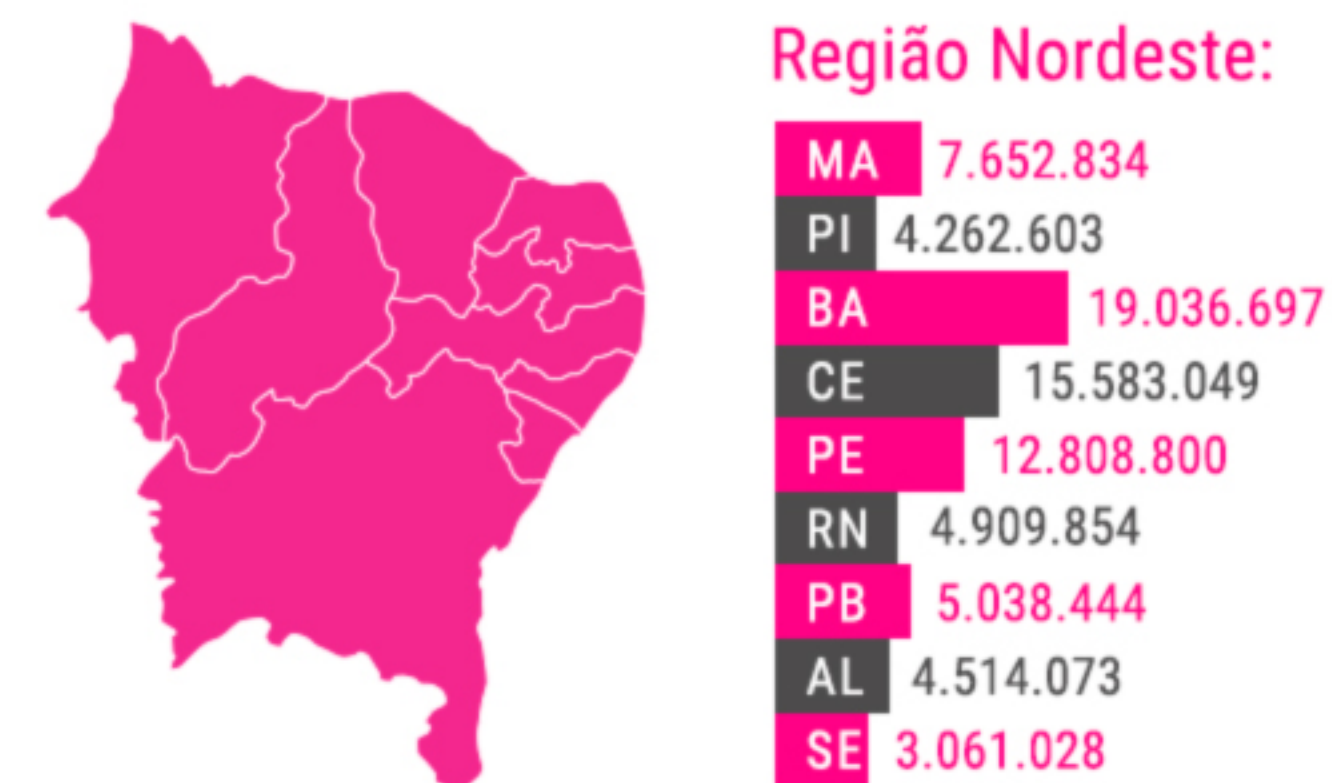 Região Nordeste:
MA 7.652.834
PI 4.262.603
BA 19.036.697
CE 15.583.049
PE 12.808.800
RN 4.909.854
PB 5.038.444
AL 4.514.073
SE 3.061.028